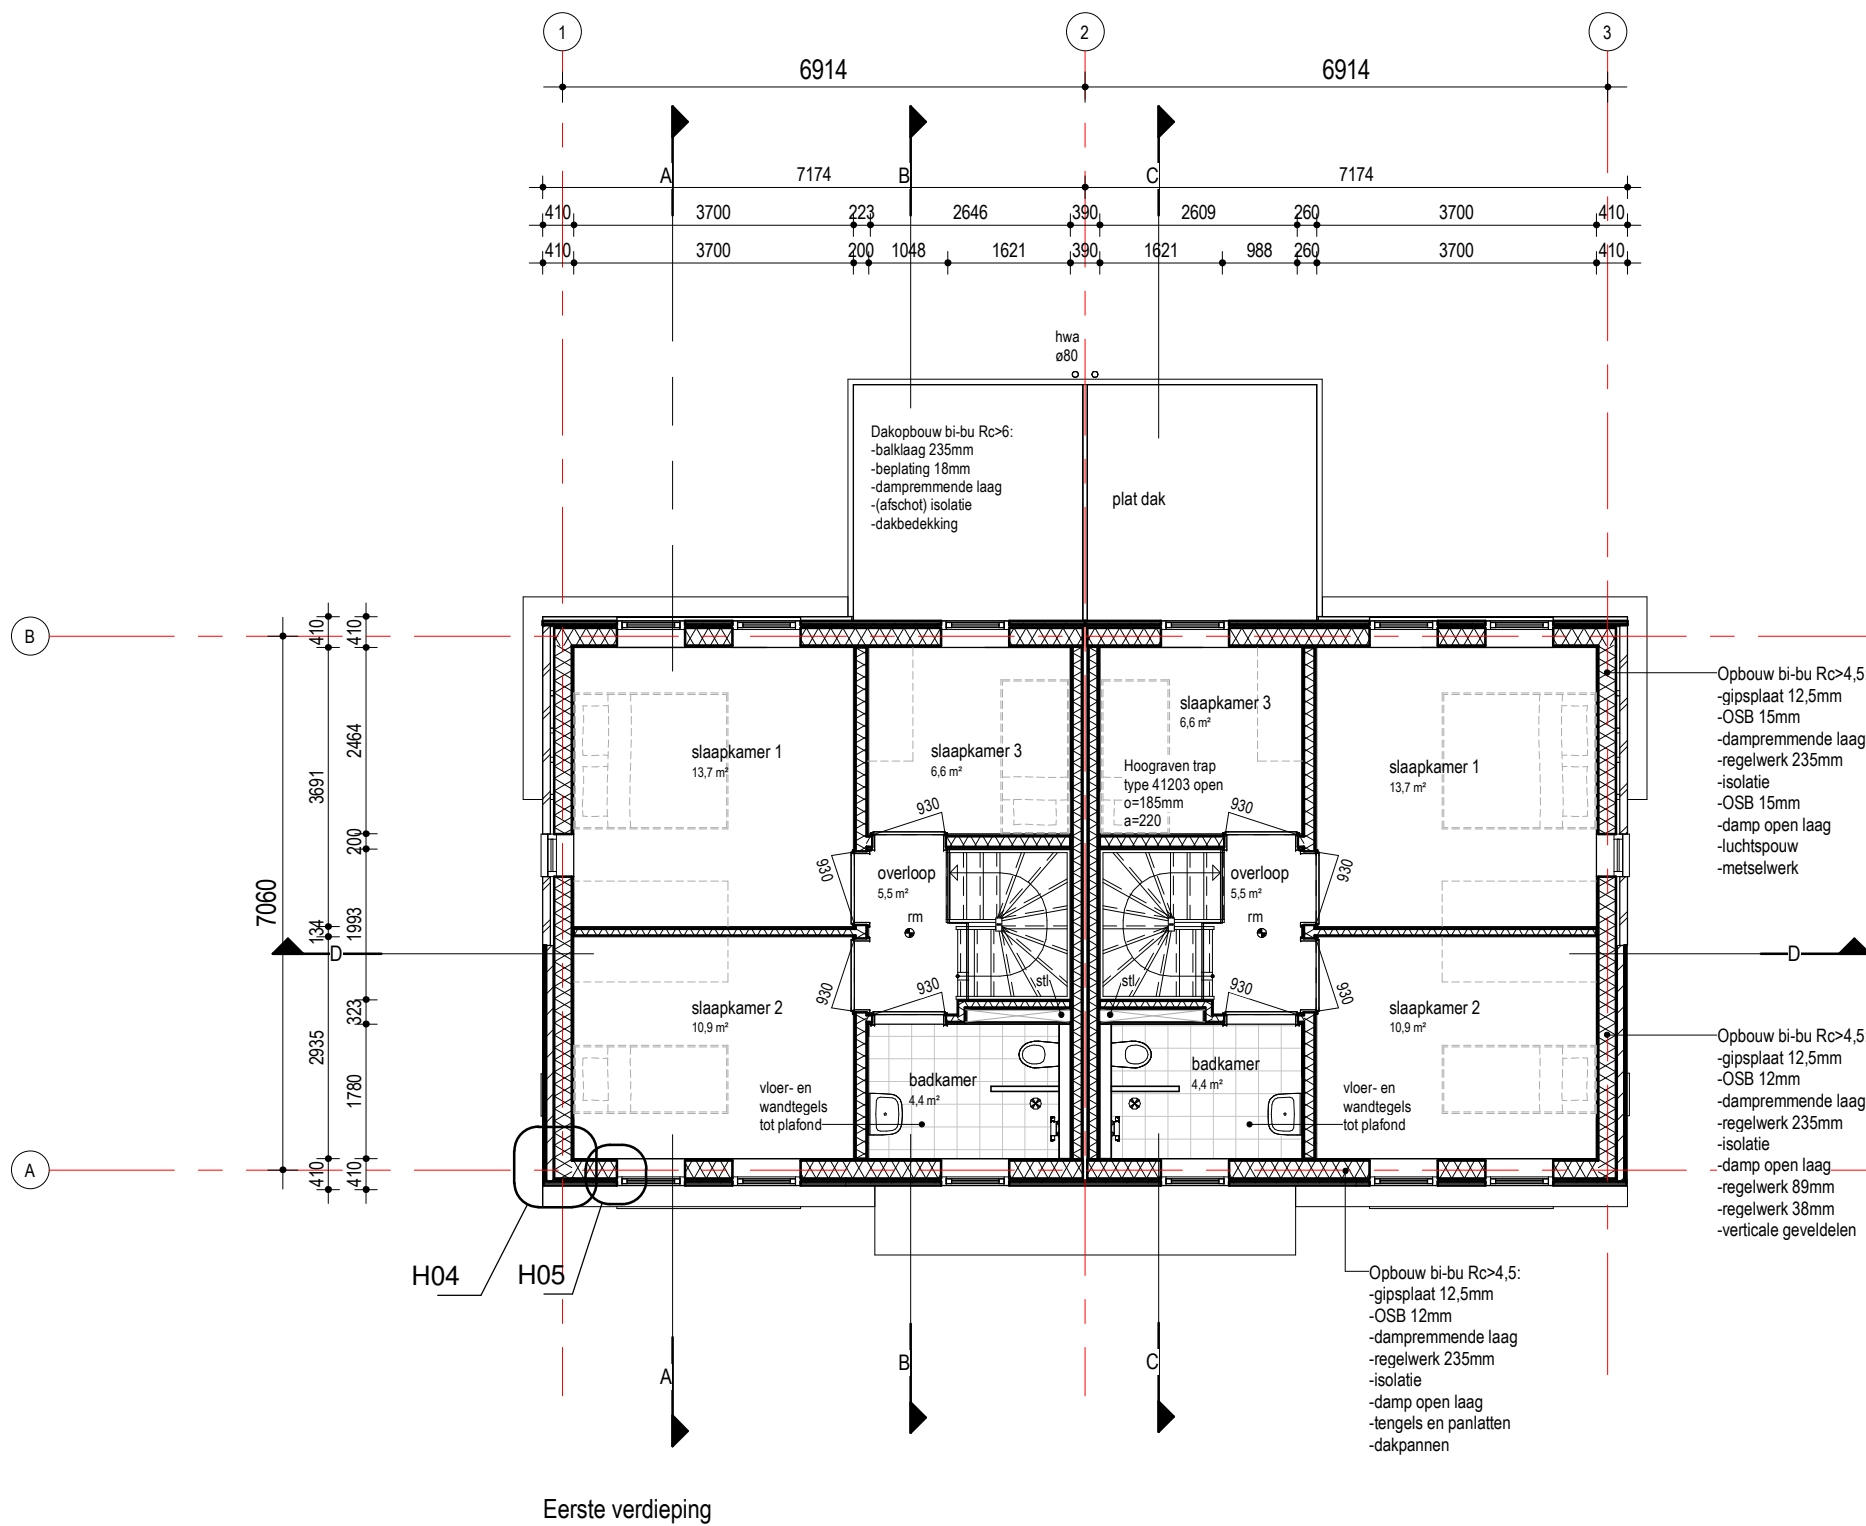 1
2
3
6914
6914
A
B
C
7174
7174
410
3700
223
2646
390
2609
260
3700
410
410
3700
200
1048
1621
390
1621
988
260
3700
410
hwa
ø80
Dakopbouw bi-bu Rc>6:
-balklaag 235mm
-beplating 18mm
-dampremmende laag
-(afschot) isolatie
-dakbedekking
plat dak
B
A
7060
410
3691
134
2935
410
410
2464
200
1993
323
1780
410
D
D
slaapkamer 1
13,7 m²
slaapkamer 3
6,6 m²
slaapkamer 3
6,6 m²
slaapkamer 1
13,7 m²
Hoograven trap
type 41203 open
o=185mm
a=220
930
930
930
930
overloop
5,5 m²
rm
overloop
5,5 m²
rm
stl
stl
930
930
930
930
slaapkamer 2
10,9 m²
slaapkamer 2
10,9 m²
badkamer
4,4 m²
badkamer
4,4 m²
vloer- en
wandtegels
tot plafond
vloer- en
wandtegels
tot plafond
Opbouw bi-bu Rc>4,5
-gipsplaat 12,5mm
-OSB 15mm
-dampremmende laag
-regelwerk 235mm
-isolatie
-OSB 15mm
-damp open laag
-luchtspouw
-metselwerk
Opbouw bi-bu Rc>4,5
-gipsplaat 12,5mm
-OSB 12mm
-dampremmende laag
-regelwerk 235mm
-isolatie
-damp open laag
-regelwerk 89mm
-regelwerk 38mm
-verticale geveldelen
H04
H05
Opbouw bi-bu Rc>4,5:
-gipsplaat 12,5mm
-OSB 12mm
-dampremmende laag
-regelwerk 235mm
-isolatie
-damp open laag
-tengels en panlatten
-dakpannen
A
B
C
Eerste verdieping